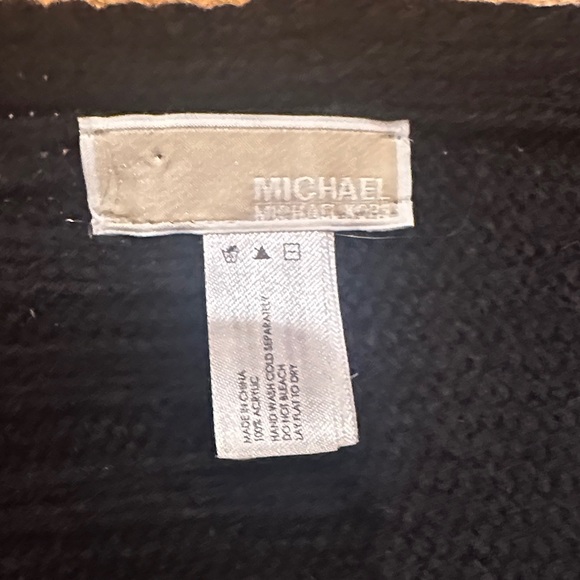 MICHAEL
MICHAEL KORS
MADE IN CHINA
100% ACRYLIC
HAND WASH COLD SEPARATELY
DO NOT BLEACH
LAY FLAT TO DRY